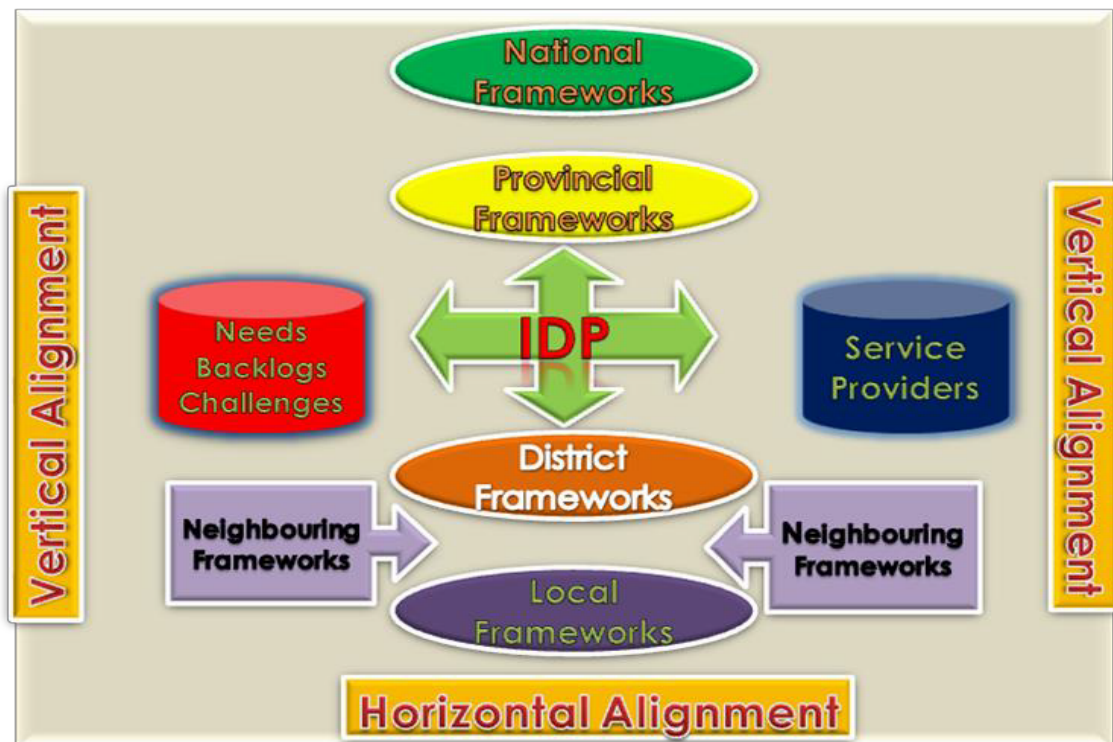 National
Frameworks
Provincial
Frameworks
Vertical Alignment
Vertical Alignment
Needs
Backlogs
Challenges
IDP
Service
Providers
District
Frameworks
Neighbouring
Frameworks
Neighbouring
Frameworks
Local
Frameworks
Horizontal Alignment